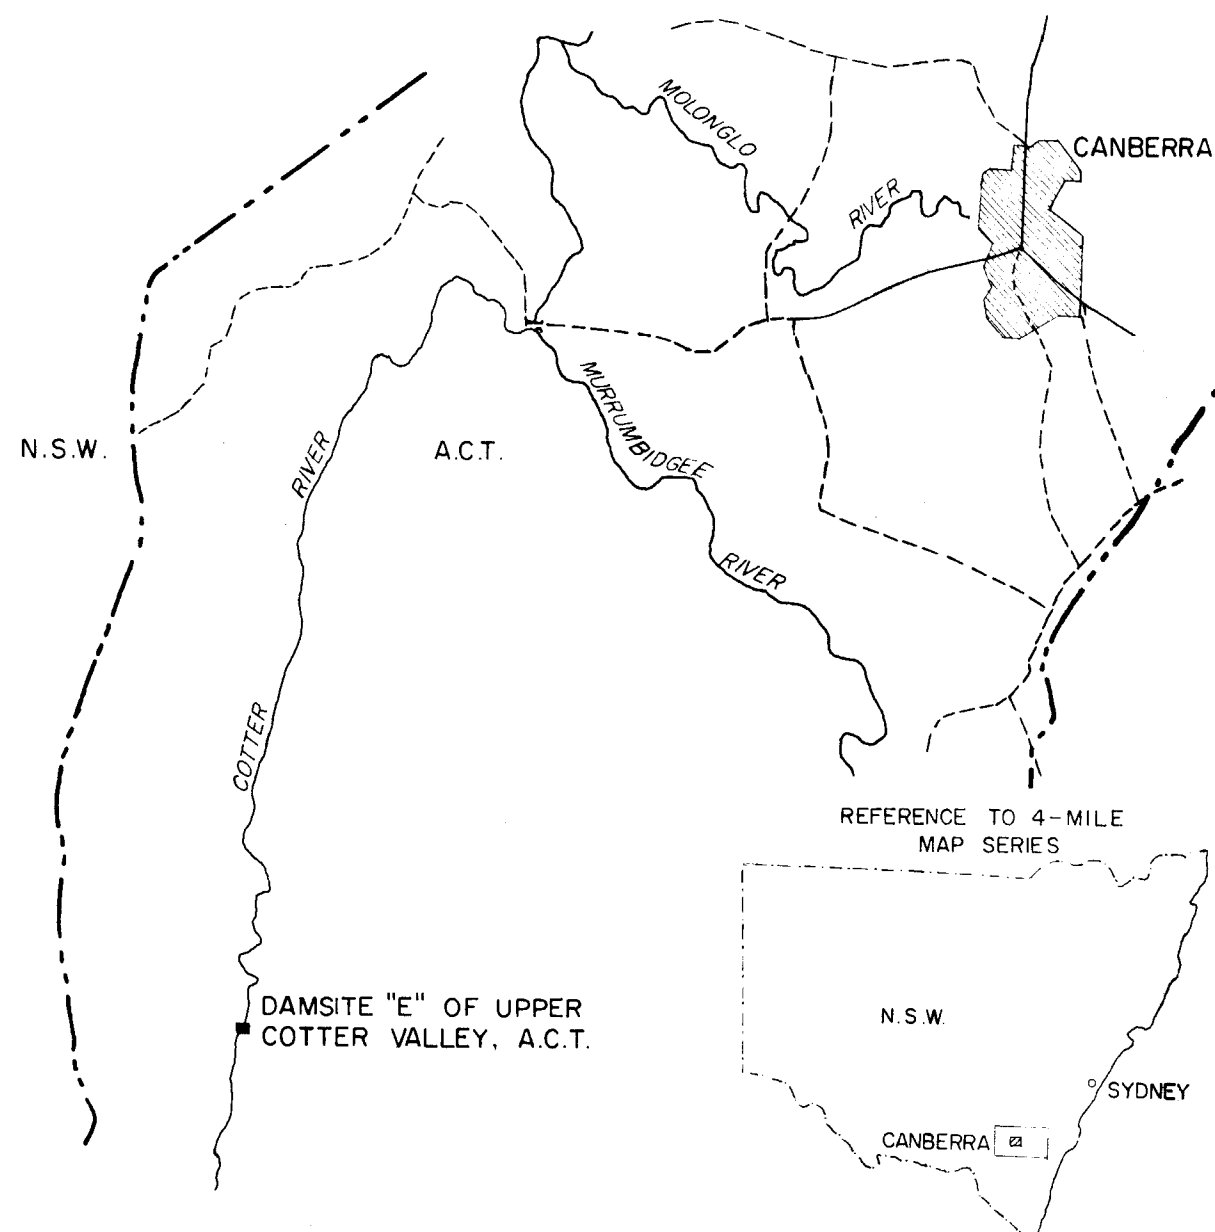 MOLONGLO
CANBERRA
RIVER
MURRUMBIDGEE
N.S.W.
RIVER
A.C.T.
RIVER
COTTER
REFERENCE TO 4-MILE
MAP SERIES
DAMSITE "E" OF UPPER
COTTER VALLEY, A.C.T.
N.S.W.
SYDNEY
CANBERRA